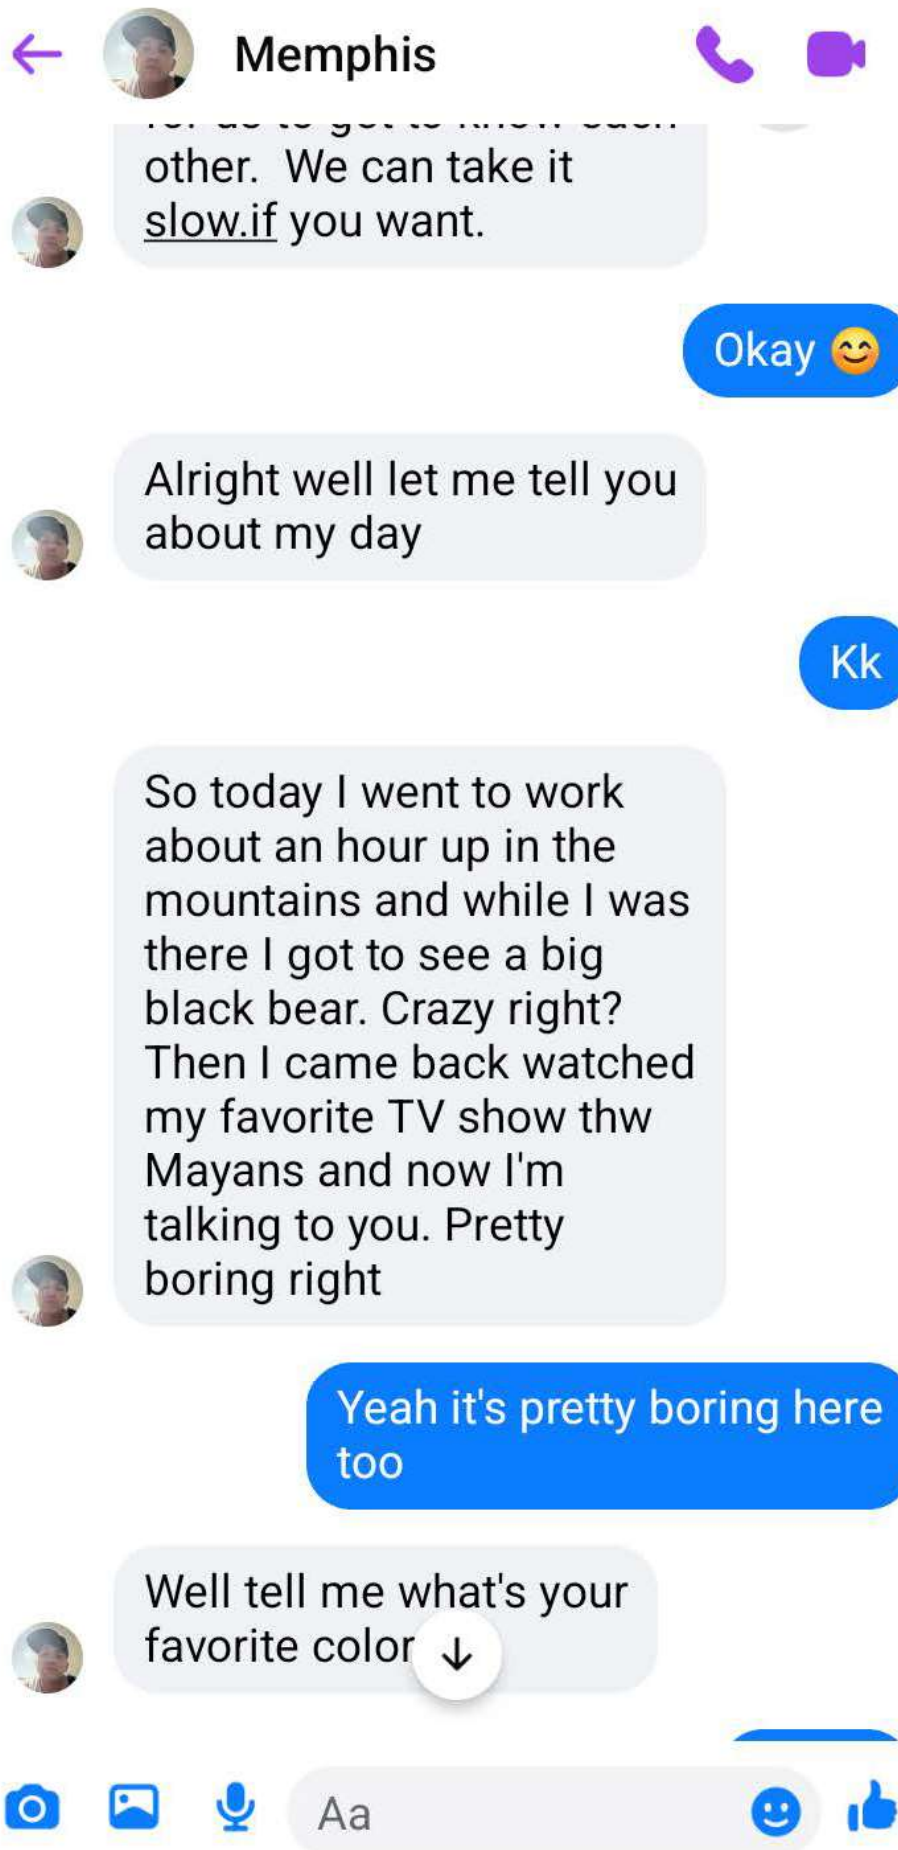 Memphis
other.  We can take it
slow.if you want.
Okay 😊
Alright well let me tell you
about my day
Kk
So today I went to work
about an hour up in the
mountains and while I was
there I got to see a big
black bear. Crazy right?
Then I came back watched
my favorite TV show thw
Mayans and now I'm
talking to you. Pretty
boring right
Yeah it's pretty boring here
too
Well tell me what's your
favorite color
Aa